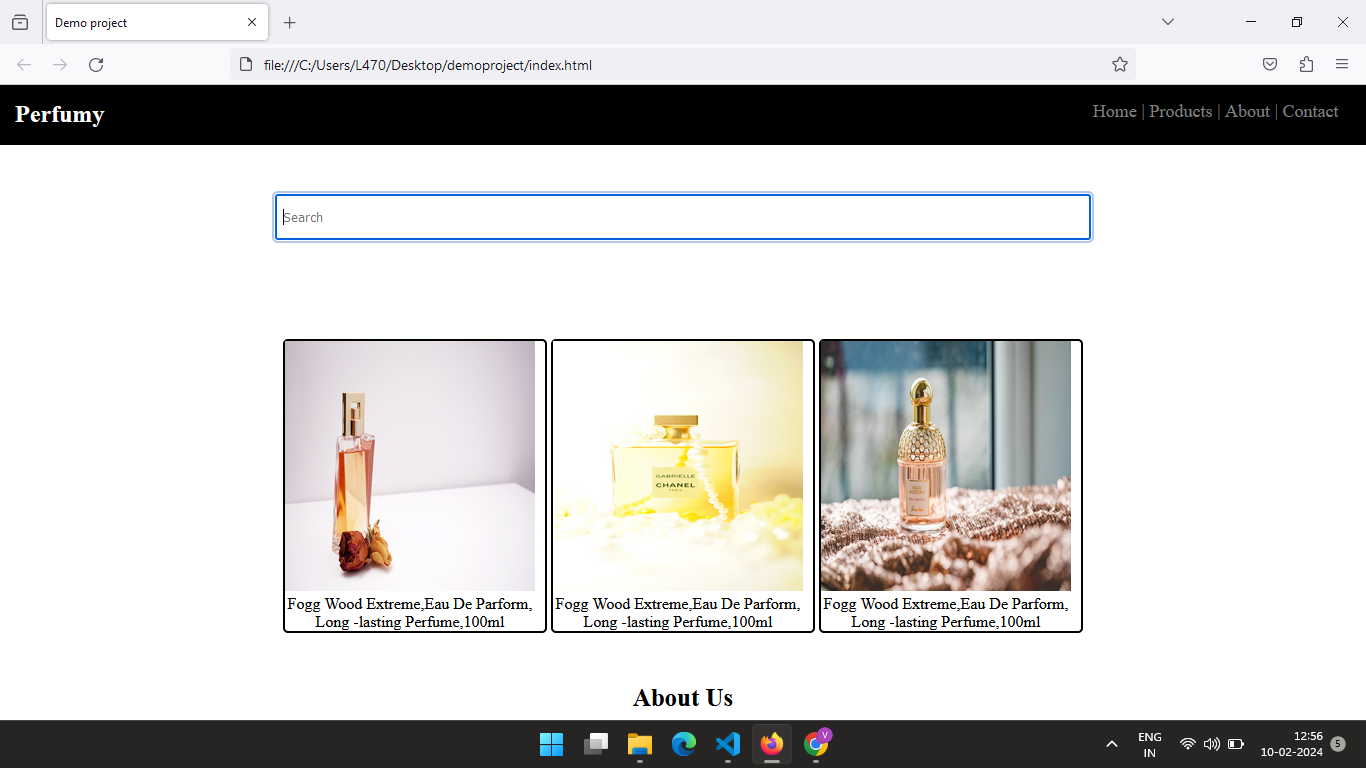 Demo project
file:///C:/Users/L470/Desktop/demoproject/index.html
Perfumy
Home | Products | About | Contact
Search
GABRIELLE
CHANEL
PARIS
Fogg Wood Extreme,Eau De Parform,
Long -lasting Perfume,100ml
Fogg Wood Extreme,Eau De Parform,
Long -lasting Perfume,100ml
Fogg Wood Extreme,Eau De Parform,
Long -lasting Perfume,100ml
About Us
V
ENG
IN
12:56
10-02-2024
5